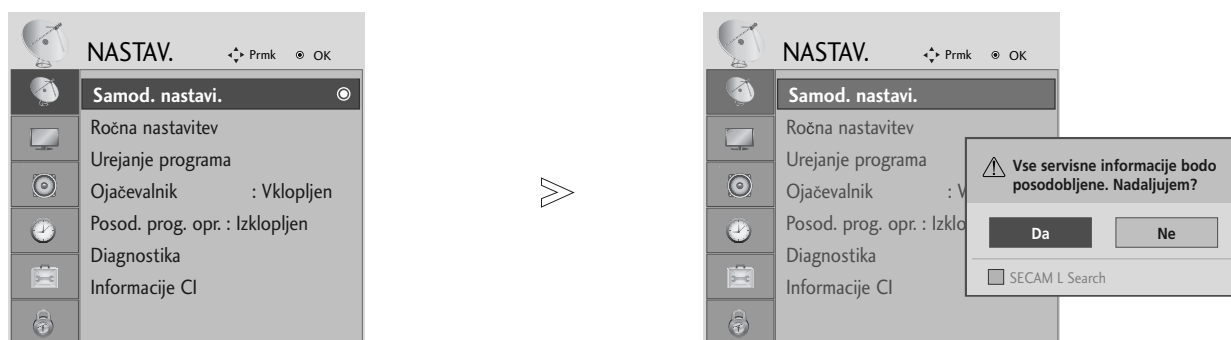 NASTAV. Prmk OK
Samod. nastavi.
Ročna nastavitev
Urejanje programa
Ojačevalnik : Vklopljen
Posod. prog. opr. : Izklopljen
Diagnostika
Informacije CI
NASTAV. Prmk OK
Samod. nastavi.
Ročna nastavitev
Urejanje programa
Ojačevalnik : V
Posod. prog. opr. : Izklo
Diagnostika
Informacije CI
Vse servisne informacije bodo
posodobljene. Nadaljujem?
Da Ne
SECAM L Search